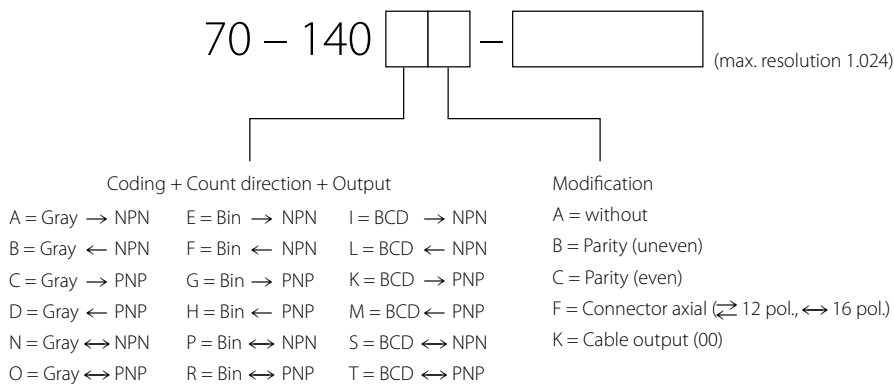 70 – 140 –
(max. resolution 1.024)
Coding + Count direction + Output
A = Gray → NPN E = Bin → NPN I = BCD → NPN
B = Gray ← NPN F = Bin ← NPN L = BCD ← NPN
C = Gray → PNP G = Bin → PNP K = BCD → PNP
D = Gray ← PNP H = Bin ← PNP M = BCD ← PNP
N = Gray ↔ NPN P = Bin ↔ NPN S = BCD ↔ NPN
O = Gray ↔ PNP R = Bin ↔ PNP T = BCD ↔ PNP
Modification
A = without
B = Parity (uneven)
C = Parity (even)
F = Connector axial (⇄ 12 pol., ↔ 16 pol.)
K = Cable output (00)